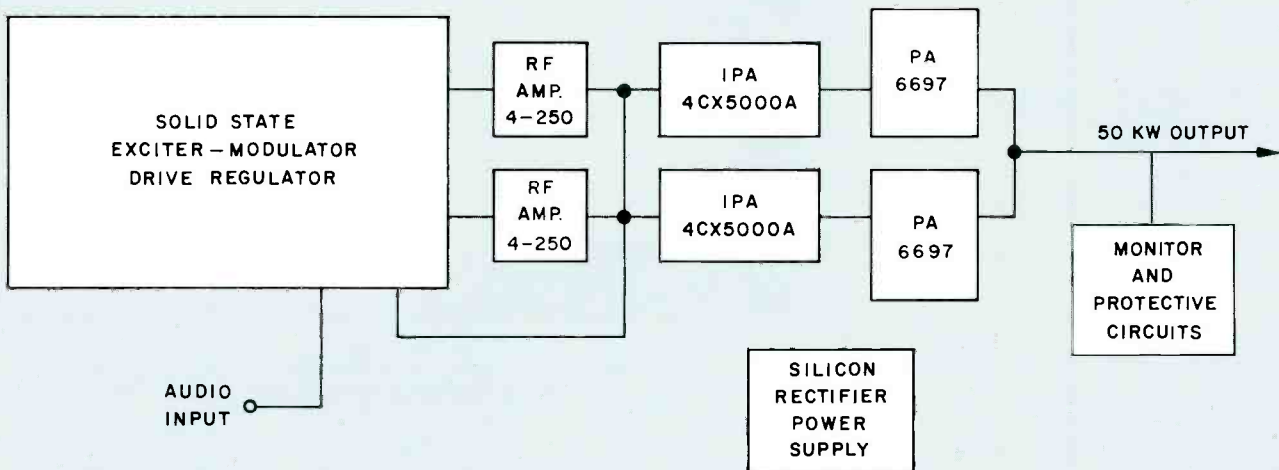 SOLID STATE
EXCITER-MODULATOR
DRIVE REGULATOR
RF
AMP.
4-250
RF
AMP.
4-250
IPA
4CX5000A
IPA
4CX5000A
PA
6697
PA
6697
50 KW OUTPUT
MONITOR
AND
PROTECTIVE
CIRCUITS
AUDIO
INPUT
SILICON
RECTIFIER
POWER
SUPPLY